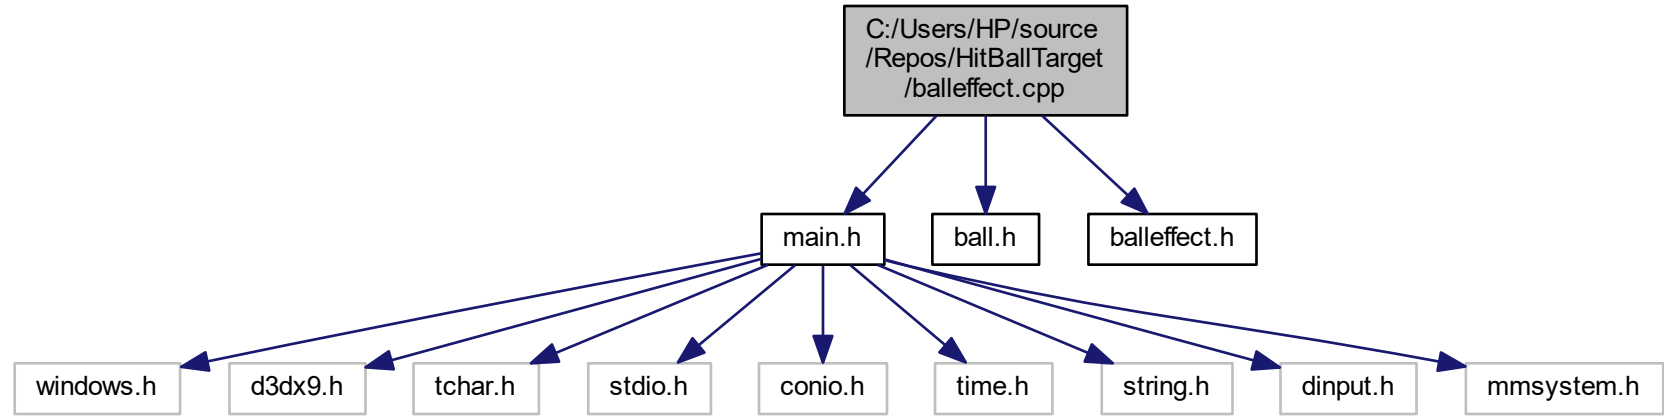 C:/Users/HP/source
/Repos/HitBallTarget
/balleffect.cpp
main.h
ball.h
balleffect.h
windows.h
d3dx9.h
tchar.h
stdio.h
conio.h
time.h
string.h
dinput.h
mmsystem.h